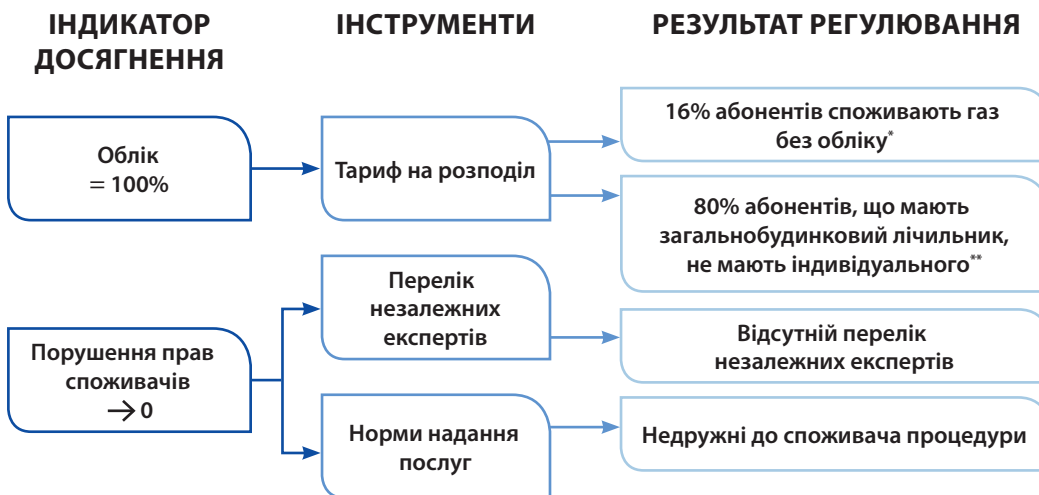 ІНДИКАТОР
ДОСЯГНЕННЯ
ІНСТРУМЕНТИ
РЕЗУЛЬТАТ РЕГУЛЮВАННЯ
Облік
= 100%
Тариф на розподіл
16% абонентів споживають газ
без обліку*
80% абонентів, що мають
загальнобудинковий лічильник,
не мають індивідуального**
Порушення прав
споживачів
→ 0
Перелік
незалежних
експертів
Відсутній перелік
незалежних експертів
Норми надання
послуг
Недружні до споживача процедури